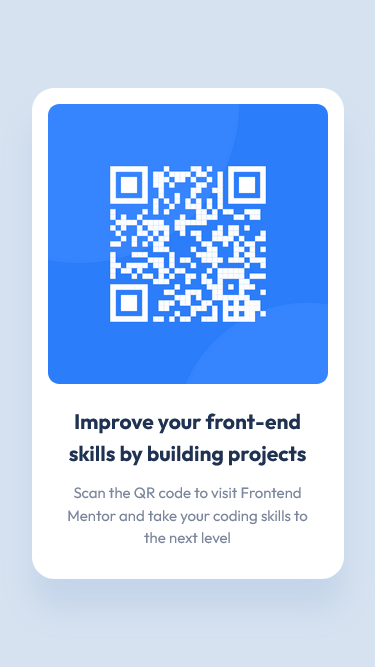 Improve your front-end
skills by building projects
Scan the QR code to visit Frontend
Mentor and take your coding skills to
the next level